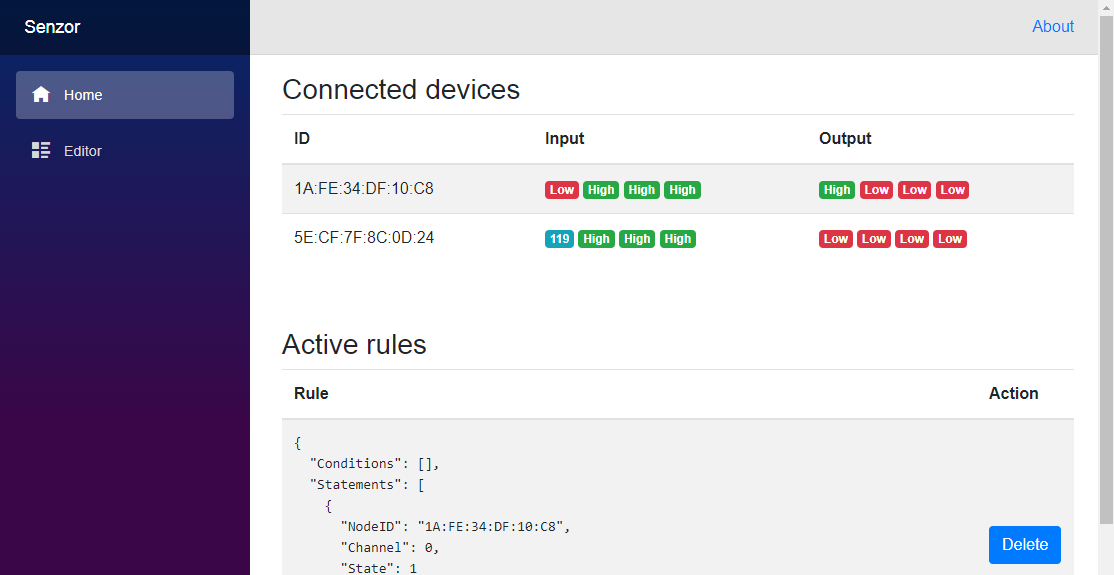 Senzor
About
Home
Editor
Connected devices
ID Input Output
1A:FE:34:DF:10:C8 Low High High High High Low Low Low
5E:CF:7F:8C:0D:24 119 High High High Low Low Low Low
Active rules
Rule Action
{
"Conditions": [],
"Statements": [
{
"NodeID": "1A:FE:34:DF:10:C8",
"Channel": 0,
Delete
"State": 1